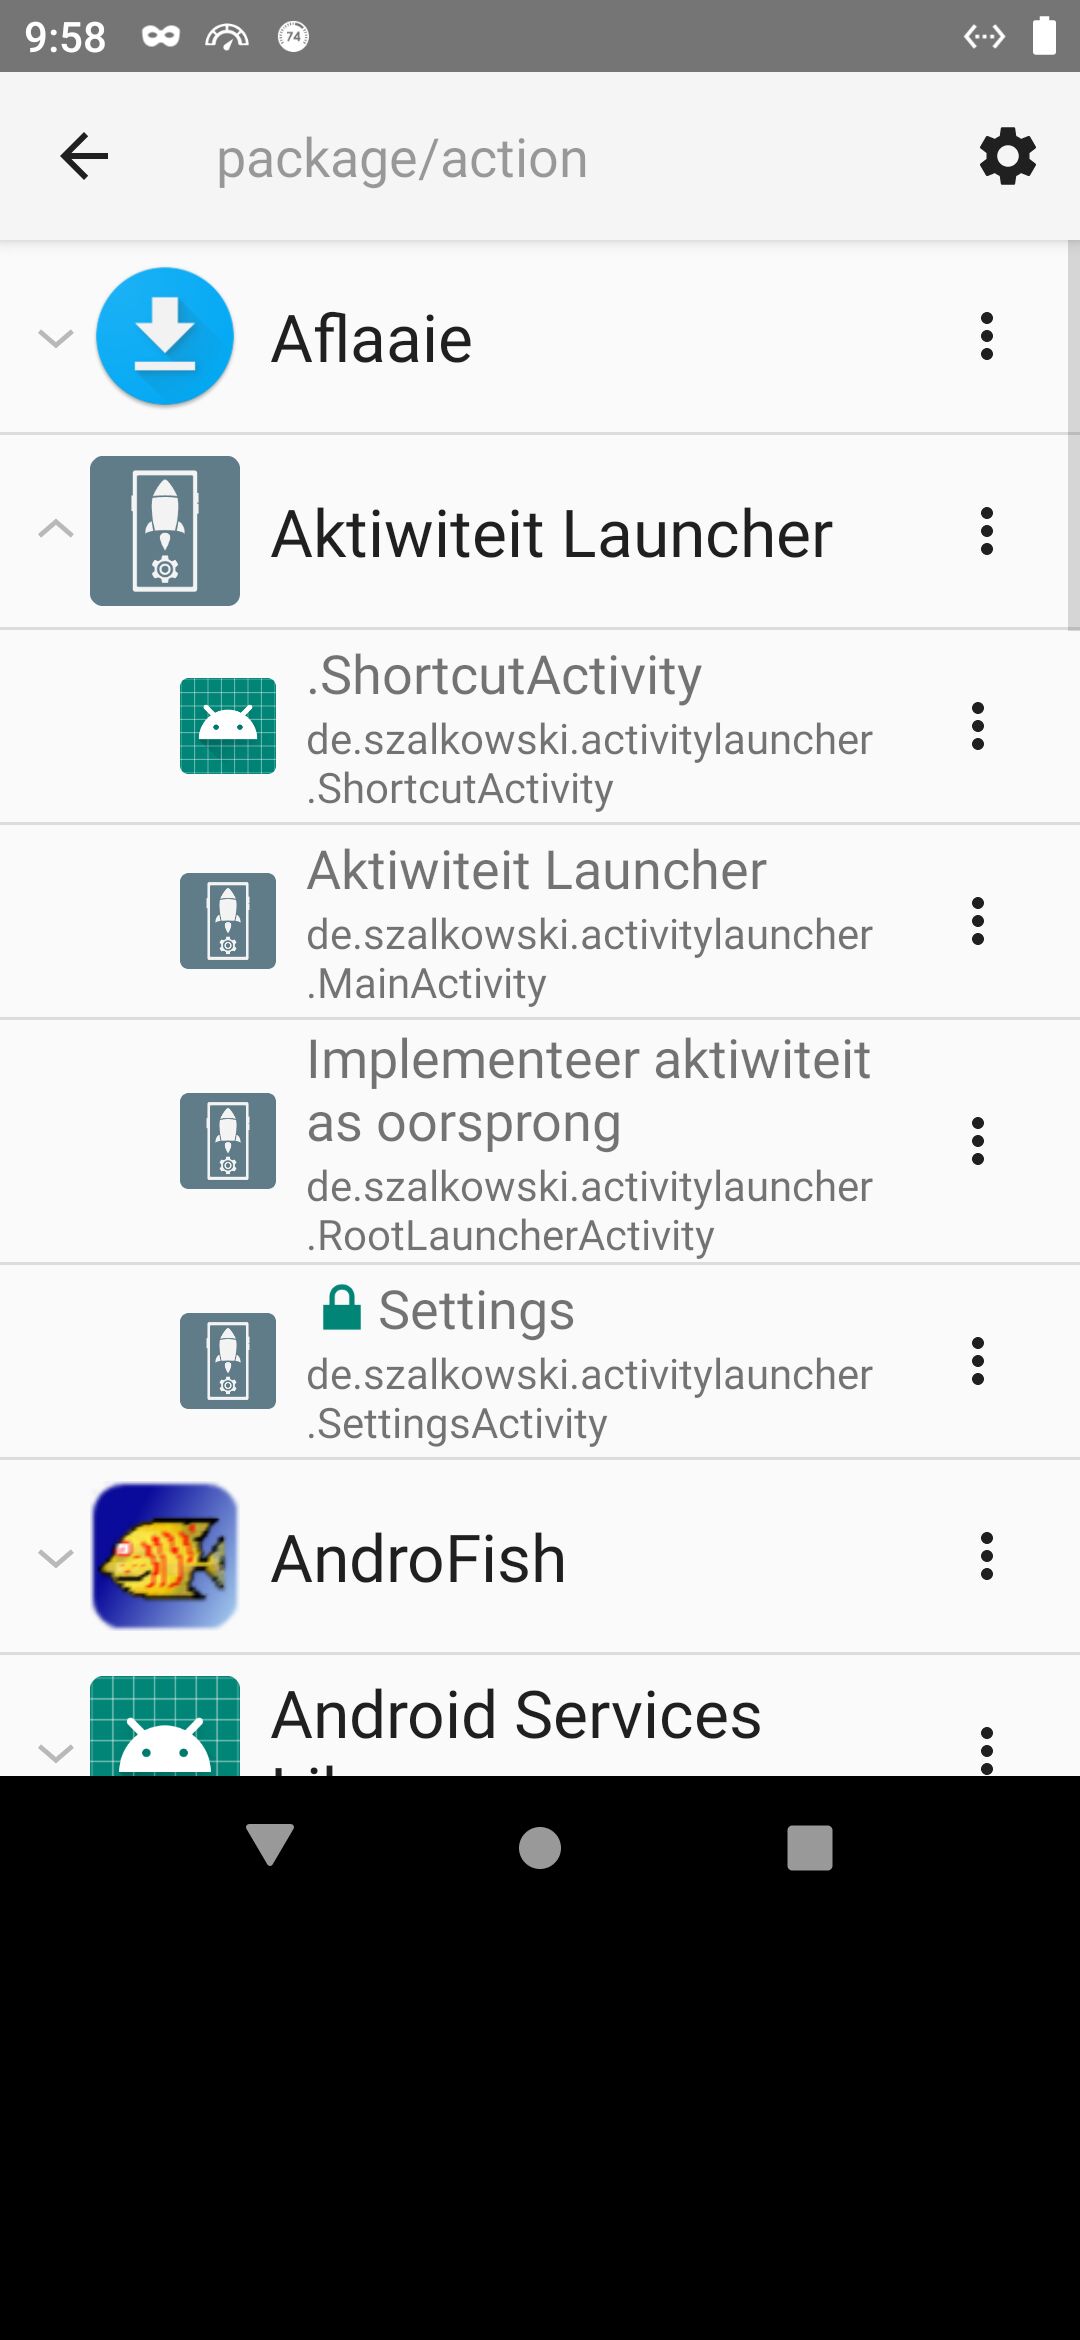 9:58
74
package/action
Aflaaie
Aktiwiteit Launcher
.ShortcutActivity
de.szalkowski.activitylauncher
.ShortcutActivity
Aktiwiteit Launcher
de.szalkowski.activitylauncher
.MainActivity
Implementeer aktiwiteit
as oorsprong
de.szalkowski.activitylauncher
.RootLauncherActivity
Settings
de.szalkowski.activitylauncher
.SettingsActivity
AndroFish
Android Services